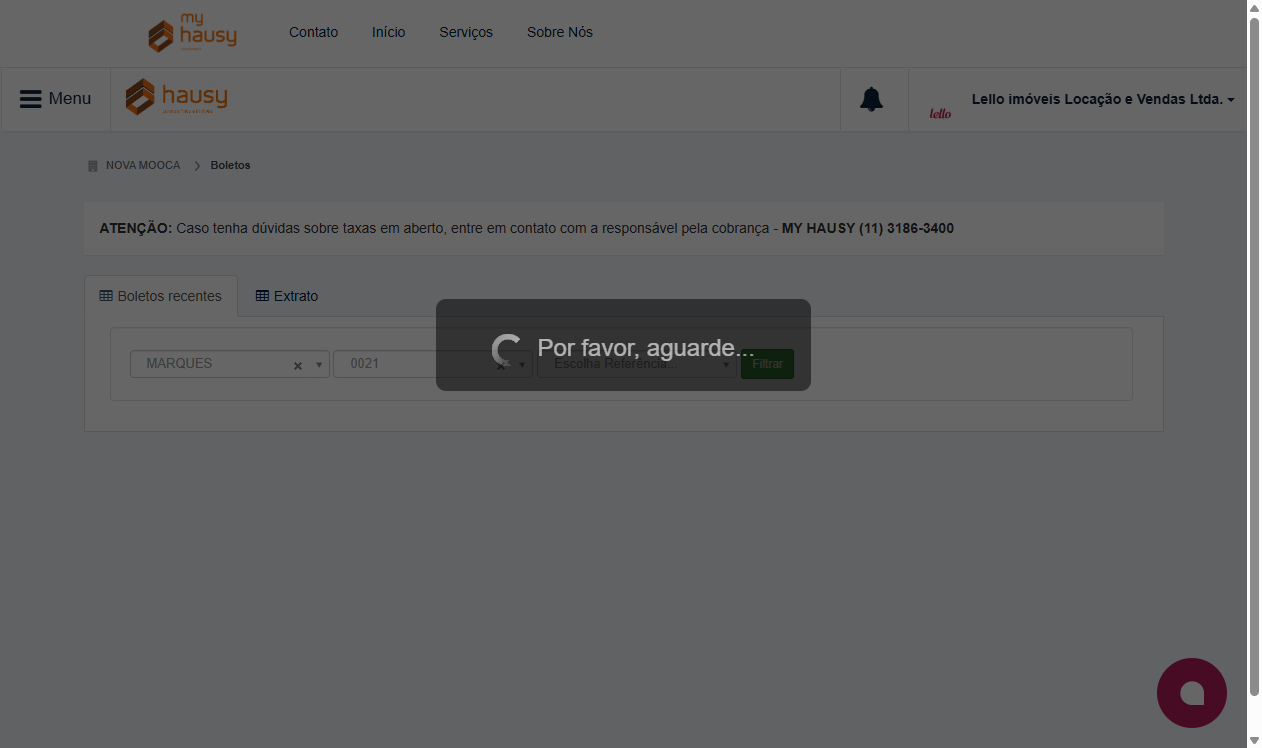 my
hausy
Contato
Início
Serviços
Sobre Nós
Menu
hausy
lello
Lello imóveis Locação e Vendas Ltda.
NOVA MOOCA
Boletos
ATENÇÃO: Caso tenha dúvidas sobre taxas em aberto, entre em contato com a responsável pela cobrança - MY HAUSY (11) 3186-3400
Boletos recentes
Extrato
Por favor, aguarde...
MARQUES
0021
Escolha Referência...
Filtrar